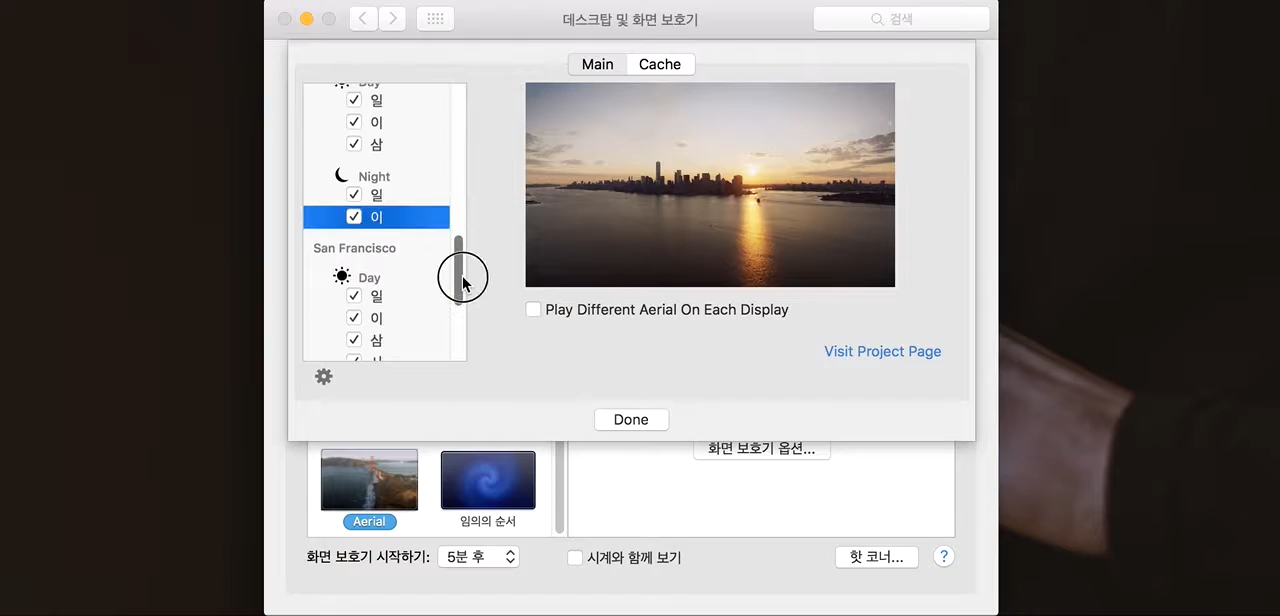 데스크탑 및 화면 보호기
검색
Main
Cache
Day
일
이
삼
Night
일
이
San Francisco
Day
일
이
삼
Play Different Aerial On Each Display
Visit Project Page
Done
화면 보호기 옵션...
Aerial
임의의 순서
화면 보호기 시작하기:
5분 후
시계와 함께 보기
핫 코너...
?